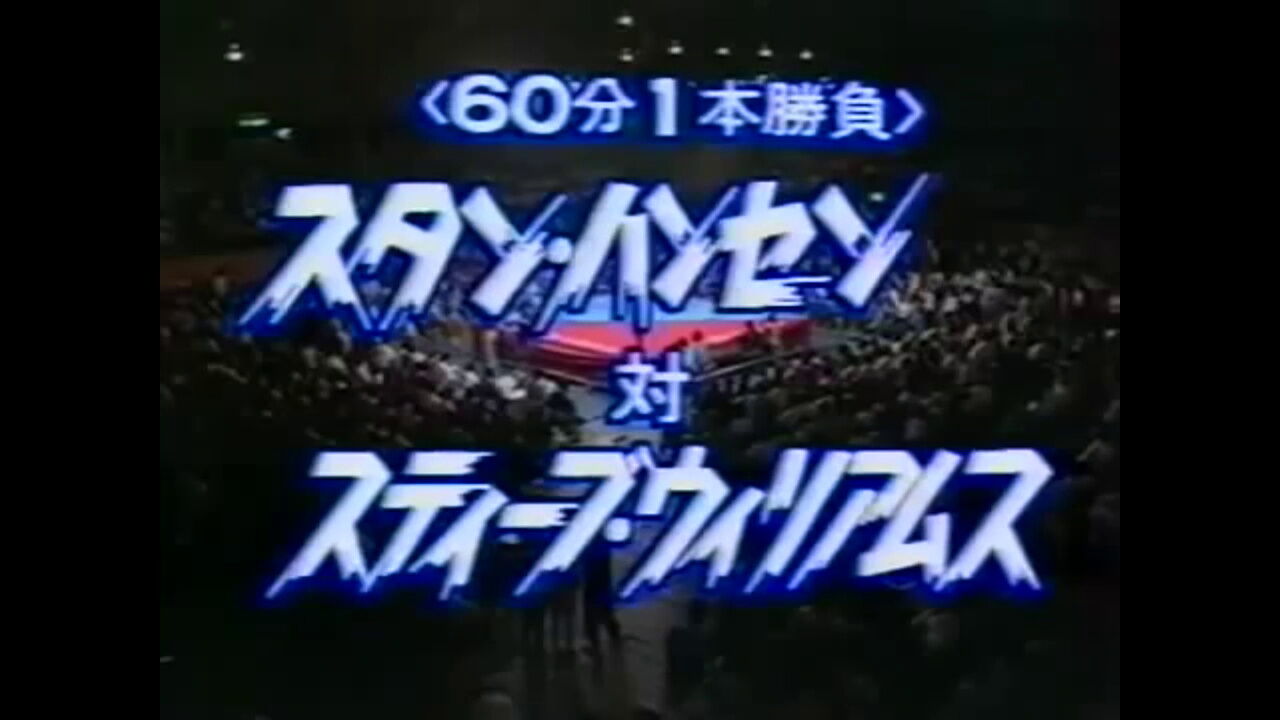 〈60分1本勝負〉
スタン・ハンセン
対
スティーブ・ウィリアムス